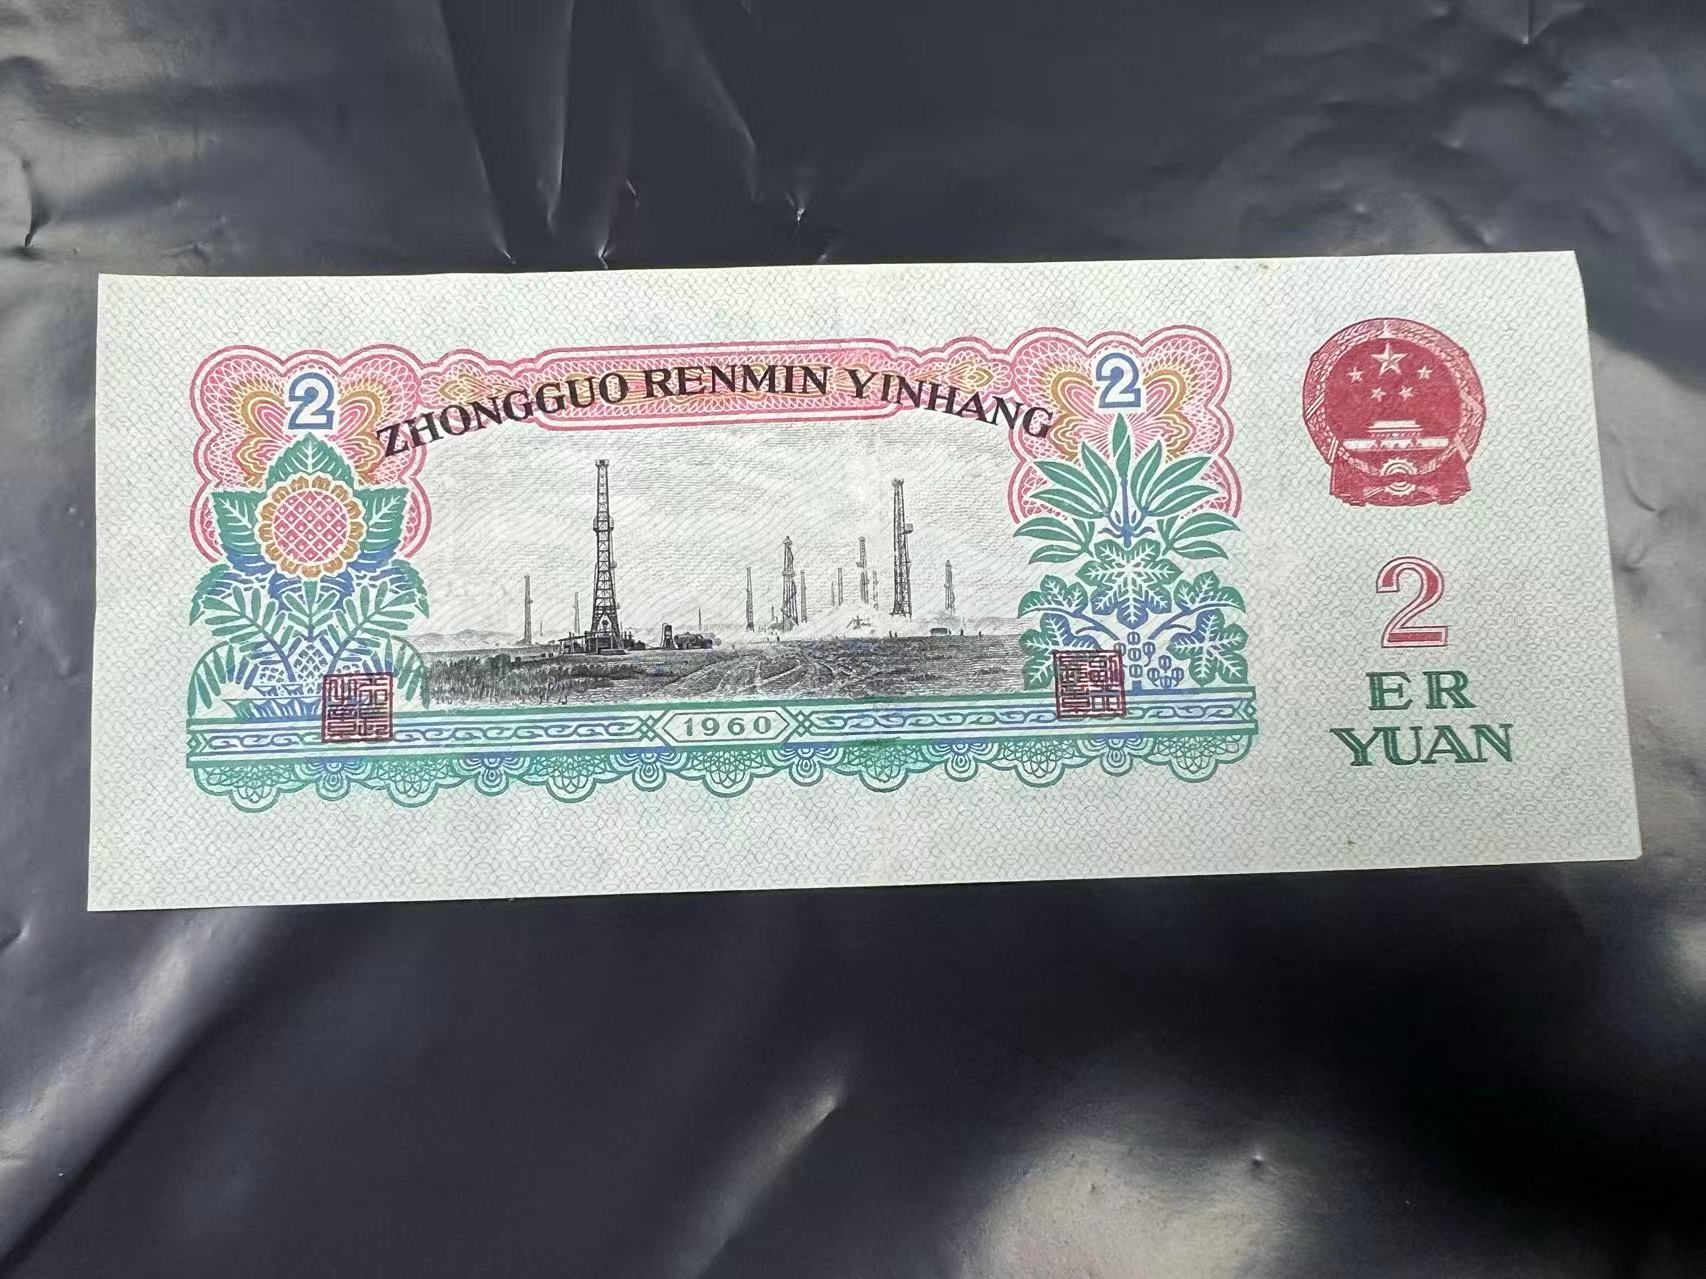 ZHONGGUO RENMIN YINHANG
2
2
1960
2
ER
YUAN